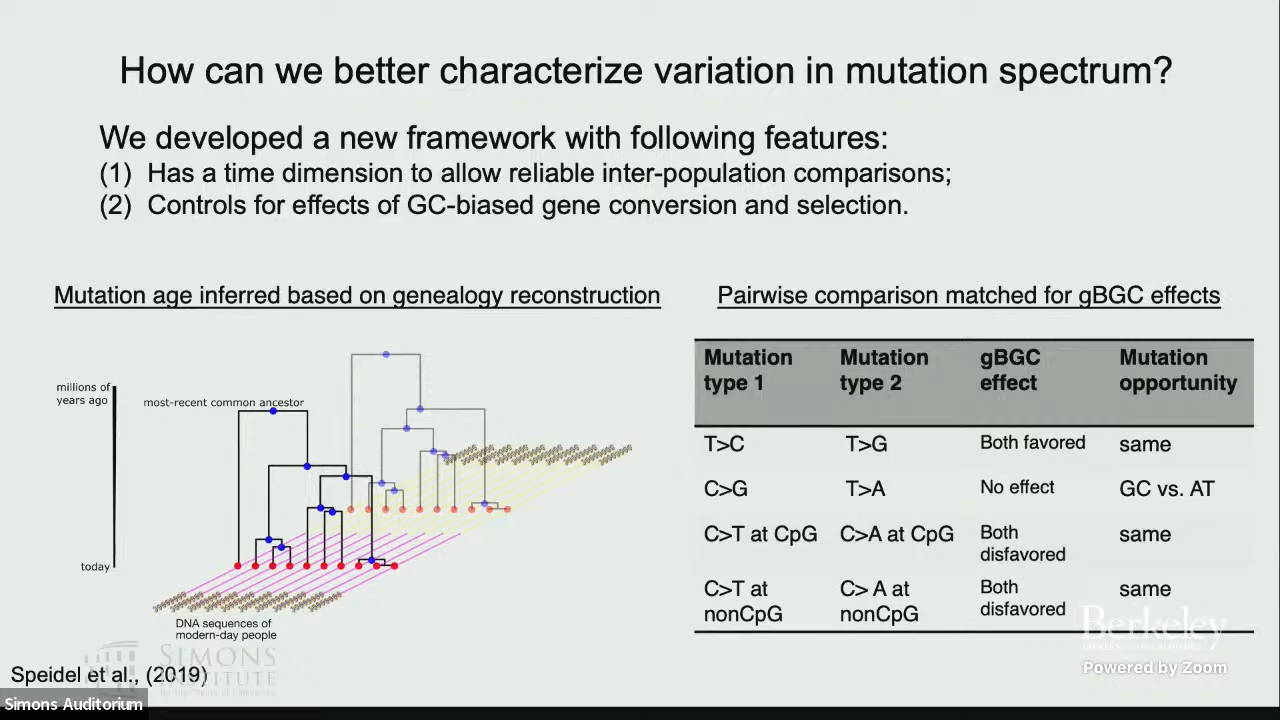 How can we better characterize variation in mutation spectrum?
We developed a new framework with following features:
(1) Has a time dimension to allow reliable inter-population comparisons;
(2) Controls for effects of GC-biased gene conversion and selection.
Mutation age inferred based on genealogy reconstruction
millions of
years ago
most-recent common ancestor
today
DNA sequences of
modern-day people
Pairwise comparison matched for gBGC effects
Mutation type 1 Mutation type 2 gBGC effect Mutation opportunity
T>C T>G Both favored same
C>G T>A No effect GC vs. AT
C>T at CpG C>A at CpG Both disfavored same
C>T at nonCpG C> A at nonCpG Both disfavored same
Speidel et al., (2019)
SIMONS
INSTITUTE
Simons Auditorium
Berkeley
Powered by Zoom